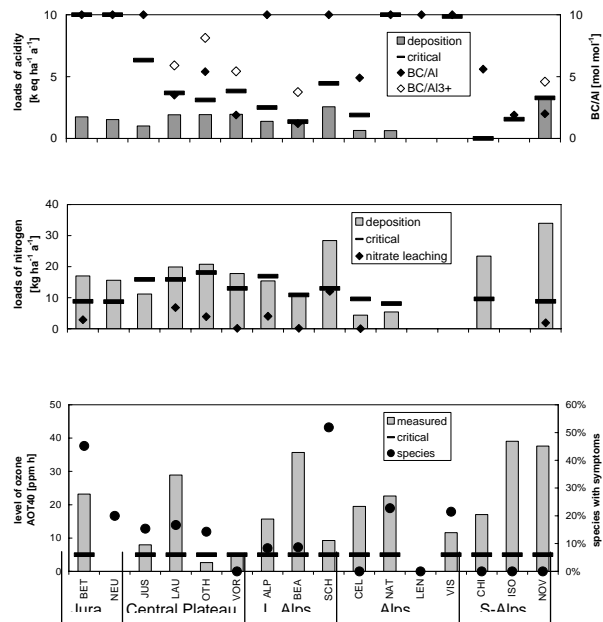 loads of acidity
[k eq ha⁻¹ a⁻¹]
10
5
0
deposition
critical
BC/Al
BC/Al3+
10
5
0
BC/Al [mol mol⁻¹]
loads of nitrogen
[kg ha⁻¹ a⁻¹]
40
30
20
10
0
deposition
critical
nitrate leaching
level of ozone
AOT40 [ppm h]
50
40
30
20
10
0
measured
critical
species
60%
50%
40%
30%
20%
10%
0%
species with symptoms
BET NEU JUS LAU OTH VOR ALP BEA SCH CEL NAT LEN VIS CHI ISO NOV
Jura Central Plateau Alps Alps S-Alps